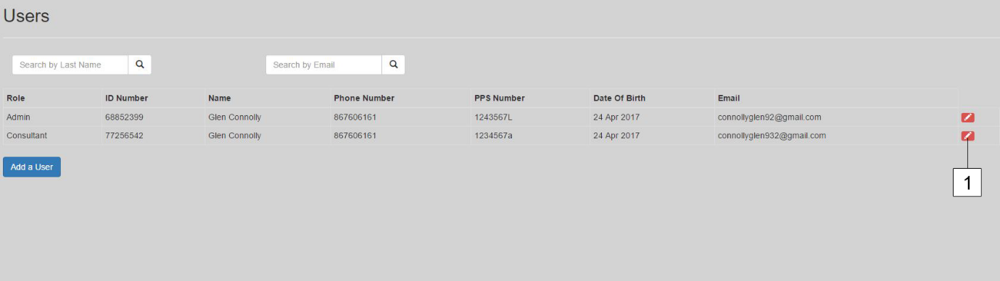 Users
Search by Last Name Search by Email
Role ID Number Name Phone Number PPS Number Date Of Birth Email
Admin 68852399 Glen Connolly 867606161 1243567L 24 Apr 2017 connollyglen92@gmail.com
Consultant 77256542 Glen Connolly 867606161 1234567a 24 Apr 2017 connollyglen932@gmail.com
Add a User
1